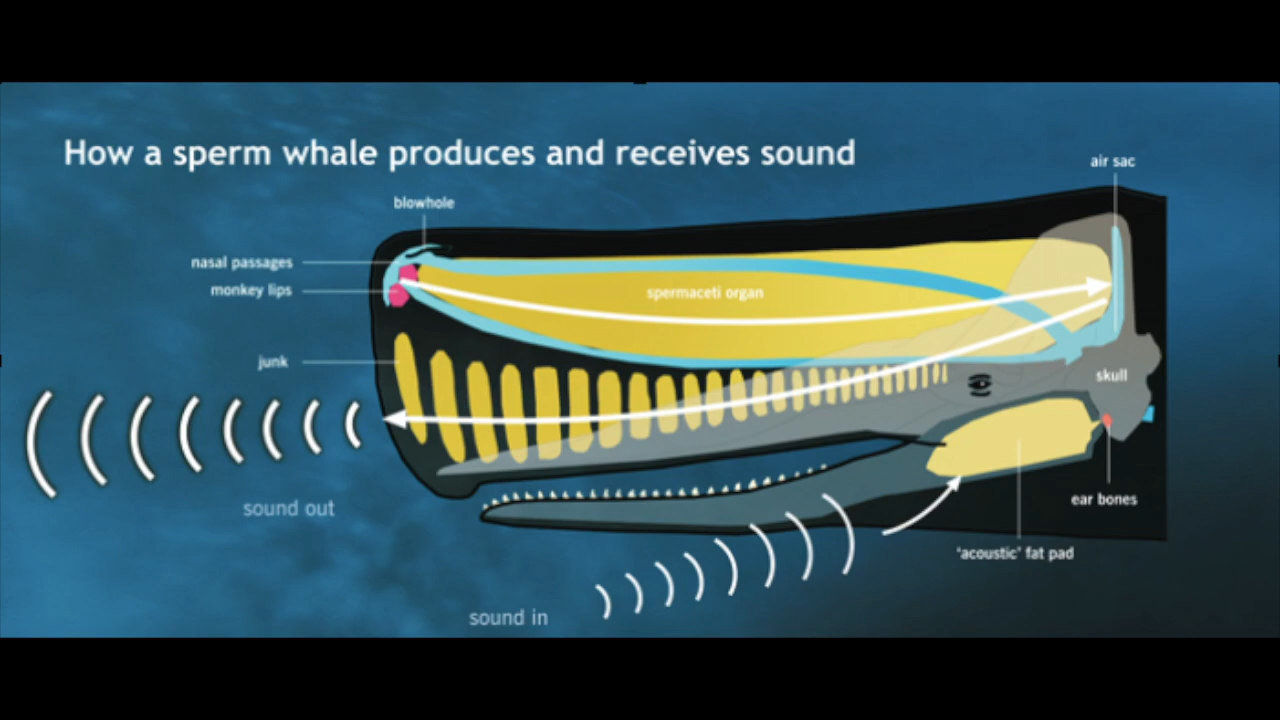 How a sperm whale produces and receives sound
air sac
blowhole
nasal passages
monkey lips
spermaceti organ
junk
skull
sound out
ear bones
'acoustic' fat pad
sound in